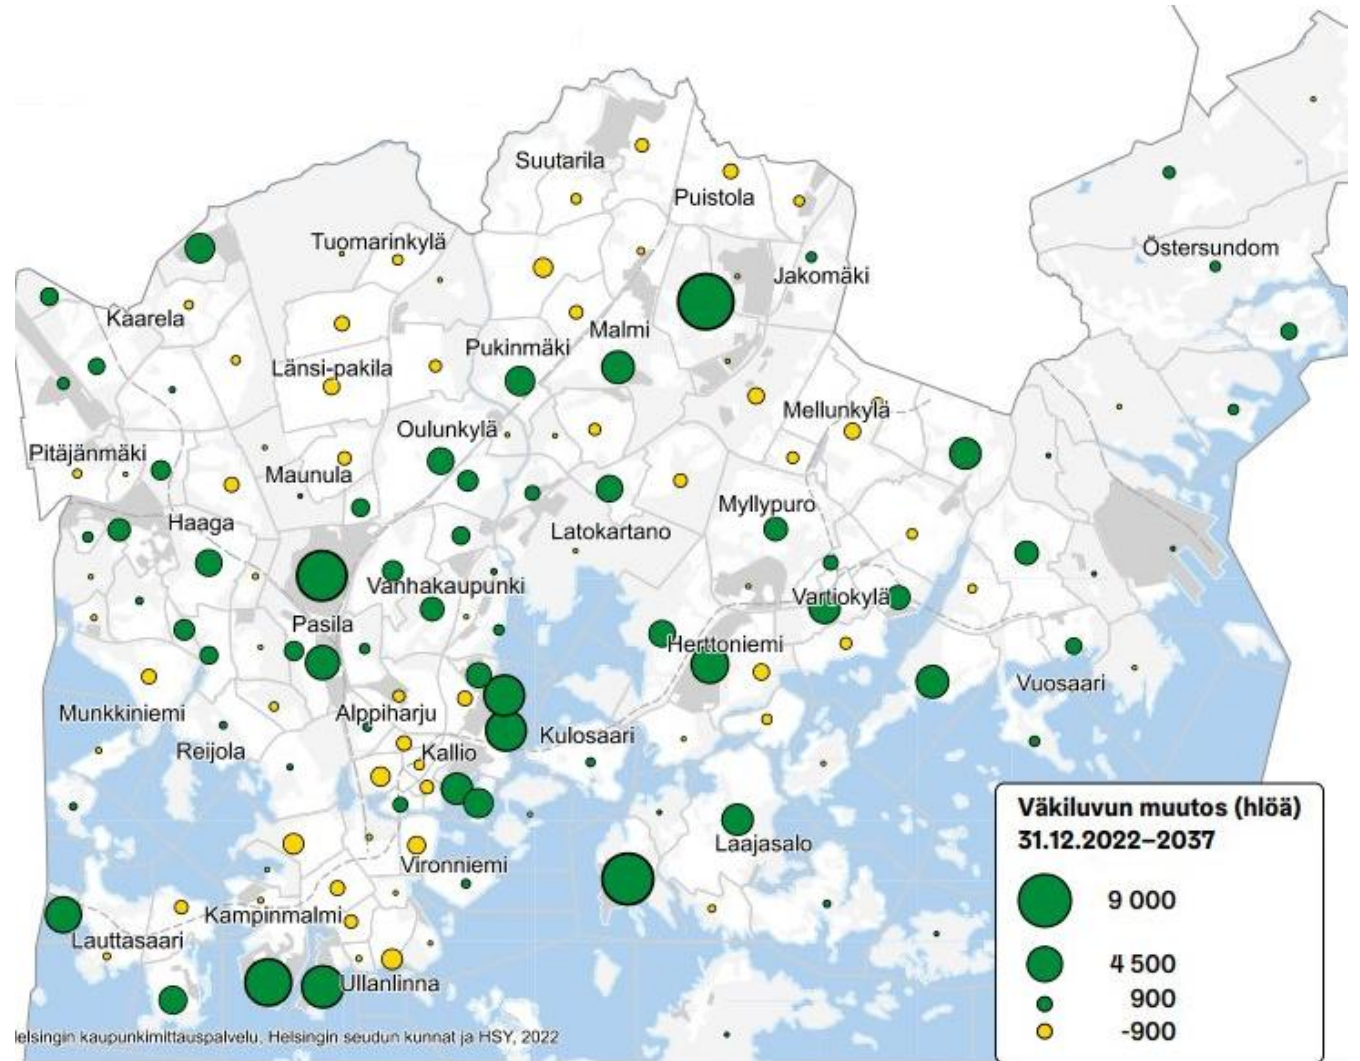 Suutarila
Puistola
Tuomarinkylä
Östersundom
Jakomäki
Kaarela
Malmi
Pukinmäki
Länsi-pakila
Mellunkylä
Oulunkylä
Pitäjänmäki
Maunula
Myllypuro
Haaga
Latokartano
Vanhakaupunki
Vartiokylä
Pasila
Herttoniemi
Vuosaari
Munkkiniemi
Alppiharju
Kulosaari
Reijola
Kallio
Väkiluvun muutos (hlöä)
31.12.2022–2037
9 000
4 500
900
-900
Laajasalo
Vironniemi
Kampinmalmi
Lauttasaari
Ullanlinna
elsingin kaupunkimittauspalvelu, Helsingin seudun kunnat ja HSY, 2022